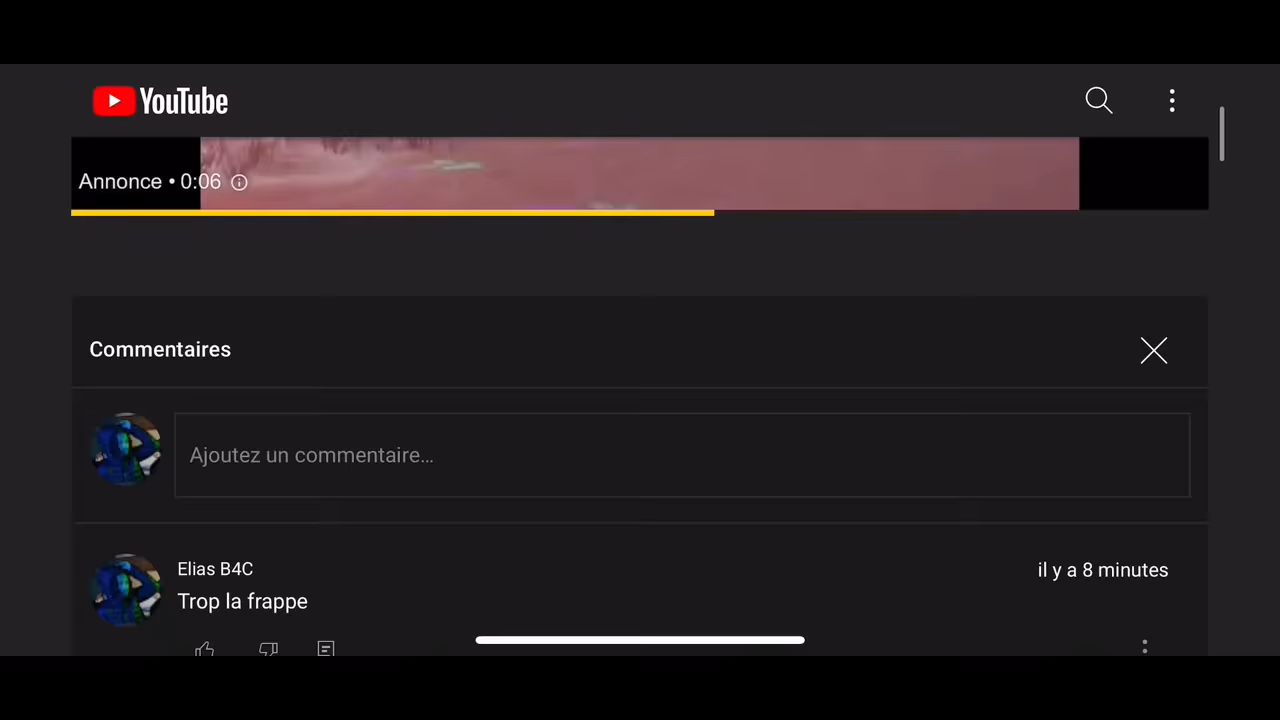 YouTube
Annonce • 0:06
Commentaires
Ajoutez un commentaire...
Elias B4C
il y a 8 minutes
Trop la frappe